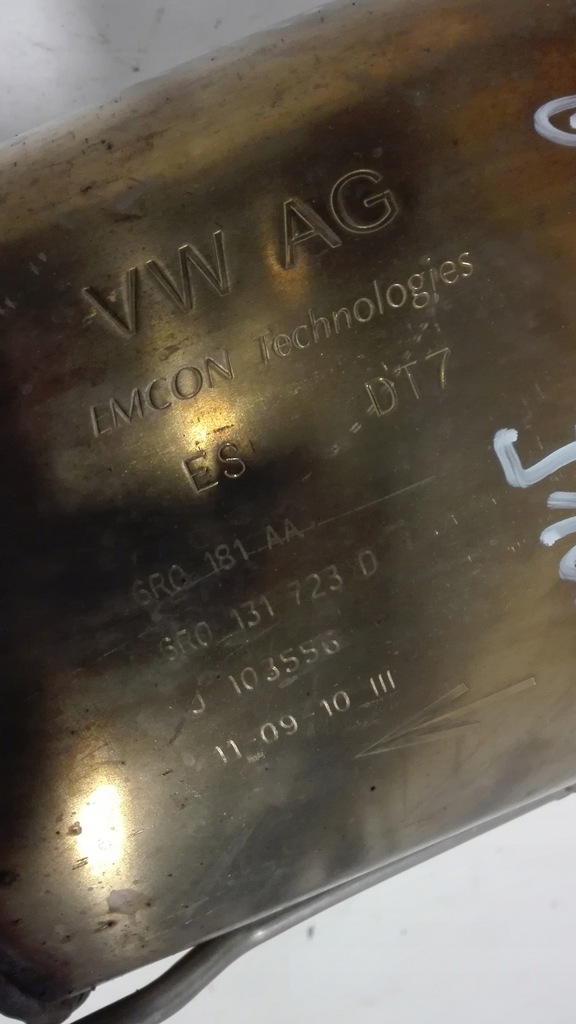 VW AG
EMCON Technologies
DT7
ES
6R0 181 AA
6R0 131 723 D
J 103556
11 09 10 III